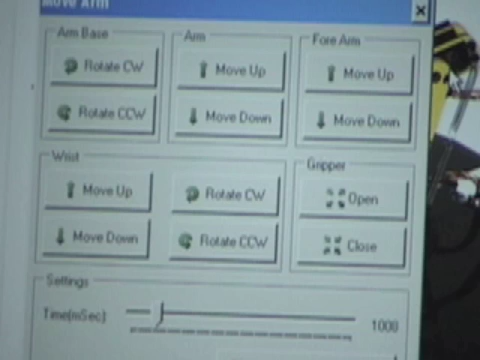 Move Arm
Arm Base
Arm
Fore Arm
Rotate CW
Move Up
Move Up
Rotate CCW
Move Down
Move Down
Wrist
Gripper
Move Up
Rotate CW
Open
Move Down
Rotate CCW
Close
Settings
Time(mSec)
1000